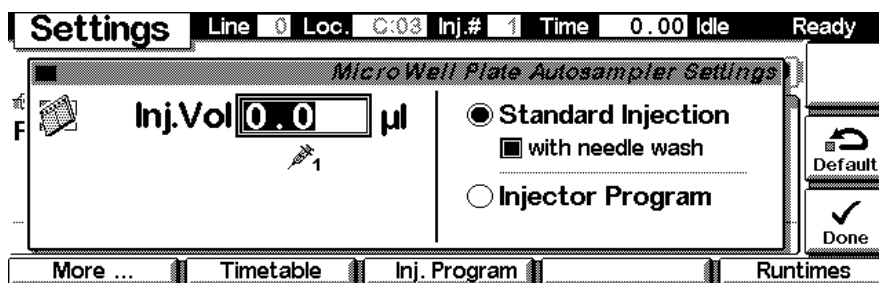 Settings Line 0 Loc. C:03 Inj.# 1 Time 0.00 Idle Ready
MicroWell Plate Autosampler Settings
F
Inj.Vol 0.0 µl
1
Standard Injection
with needle wash
Injector Program
Default
Done
More ... Timetable Inj. Program Runtimes